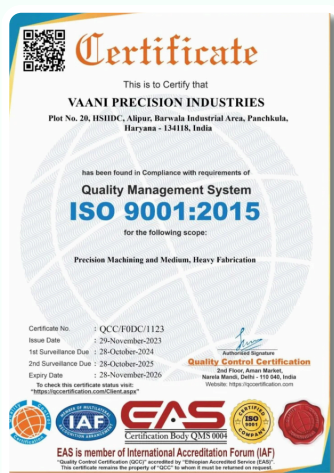 Certificate
This is to Certify that
VAANI PRECISION INDUSTRIES
Plot No. 20, HSIIDC, Alipur, Barwala Industrial Area, Panchkula,
Haryana - 134118, India
has been found in Compliance with requirements of
Quality Management System
ISO 9001:2015
for the following scope:
Precision Machining and Medium, Heavy Fabrication
Certificate No. : QCC/F0DC/1123
Issue Date : 29-November-2023
1st Surveillance Due : 28-October-2024
2nd Surveillance Due : 28-October-2025
Expiry Date : 28-November-2026
To check this certificate status visit:
"https://qccertification.com/Client.aspx"
Authorised Signature
Quality Control Certification
2nd Floor, Aman Market,
Narela Mandi, Delhi - 110 040, India
Website: https://qccertification.com
IAF
EAS
Certification Body QMS 0004
CERTIFIED
ISO
9001
COMPANY
EAS is member of International Accreditation Forum (IAF)
"Quality Control Certification (QCC)" accredited by "Ethiopian Accredited Service (EAS)".
This certificate remains the property of "QCC" to whom it must be returned on request.